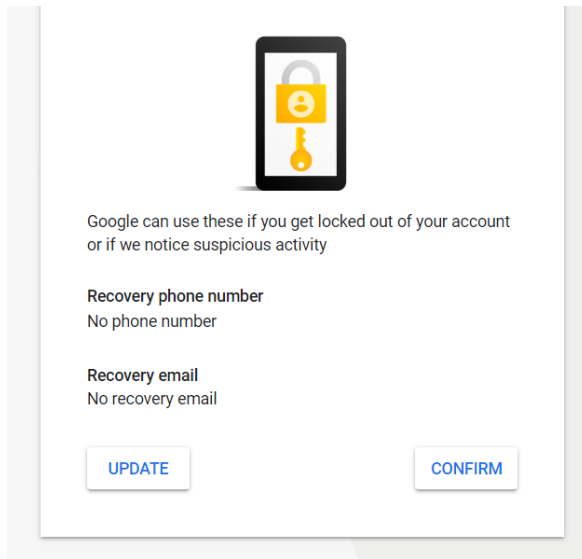 Google can use these if you get locked out of your account
or if we notice suspicious activity
Recovery phone number
No phone number
Recovery email
No recovery email
UPDATE
CONFIRM